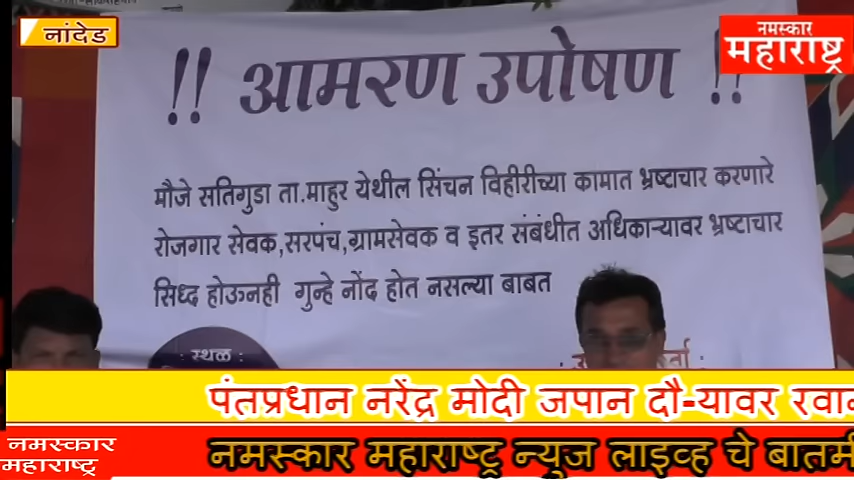 नांदेड
नमस्कार
महाराष्ट्र
!! आमरण उपोषण !!
मौजे सतिगुडा ता.माहुर येथील सिंचन विहीरीच्या कामात भ्रष्टाचार करणारे
रोजगार सेवक,सरपंच,ग्रामसेवक व इतर संबंधीत अधिकाऱ्यावर भ्रष्टाचार
सिध्द होऊनही गुन्हे नोंद होत नसल्या बाबत
: स्थळ :
पंतप्रधान नरेंद्र मोदी जपान दौ-यावर
नमस्कार
महाराष्ट्र
नमस्कार महाराष्ट्र न्युज लाइव्ह चे